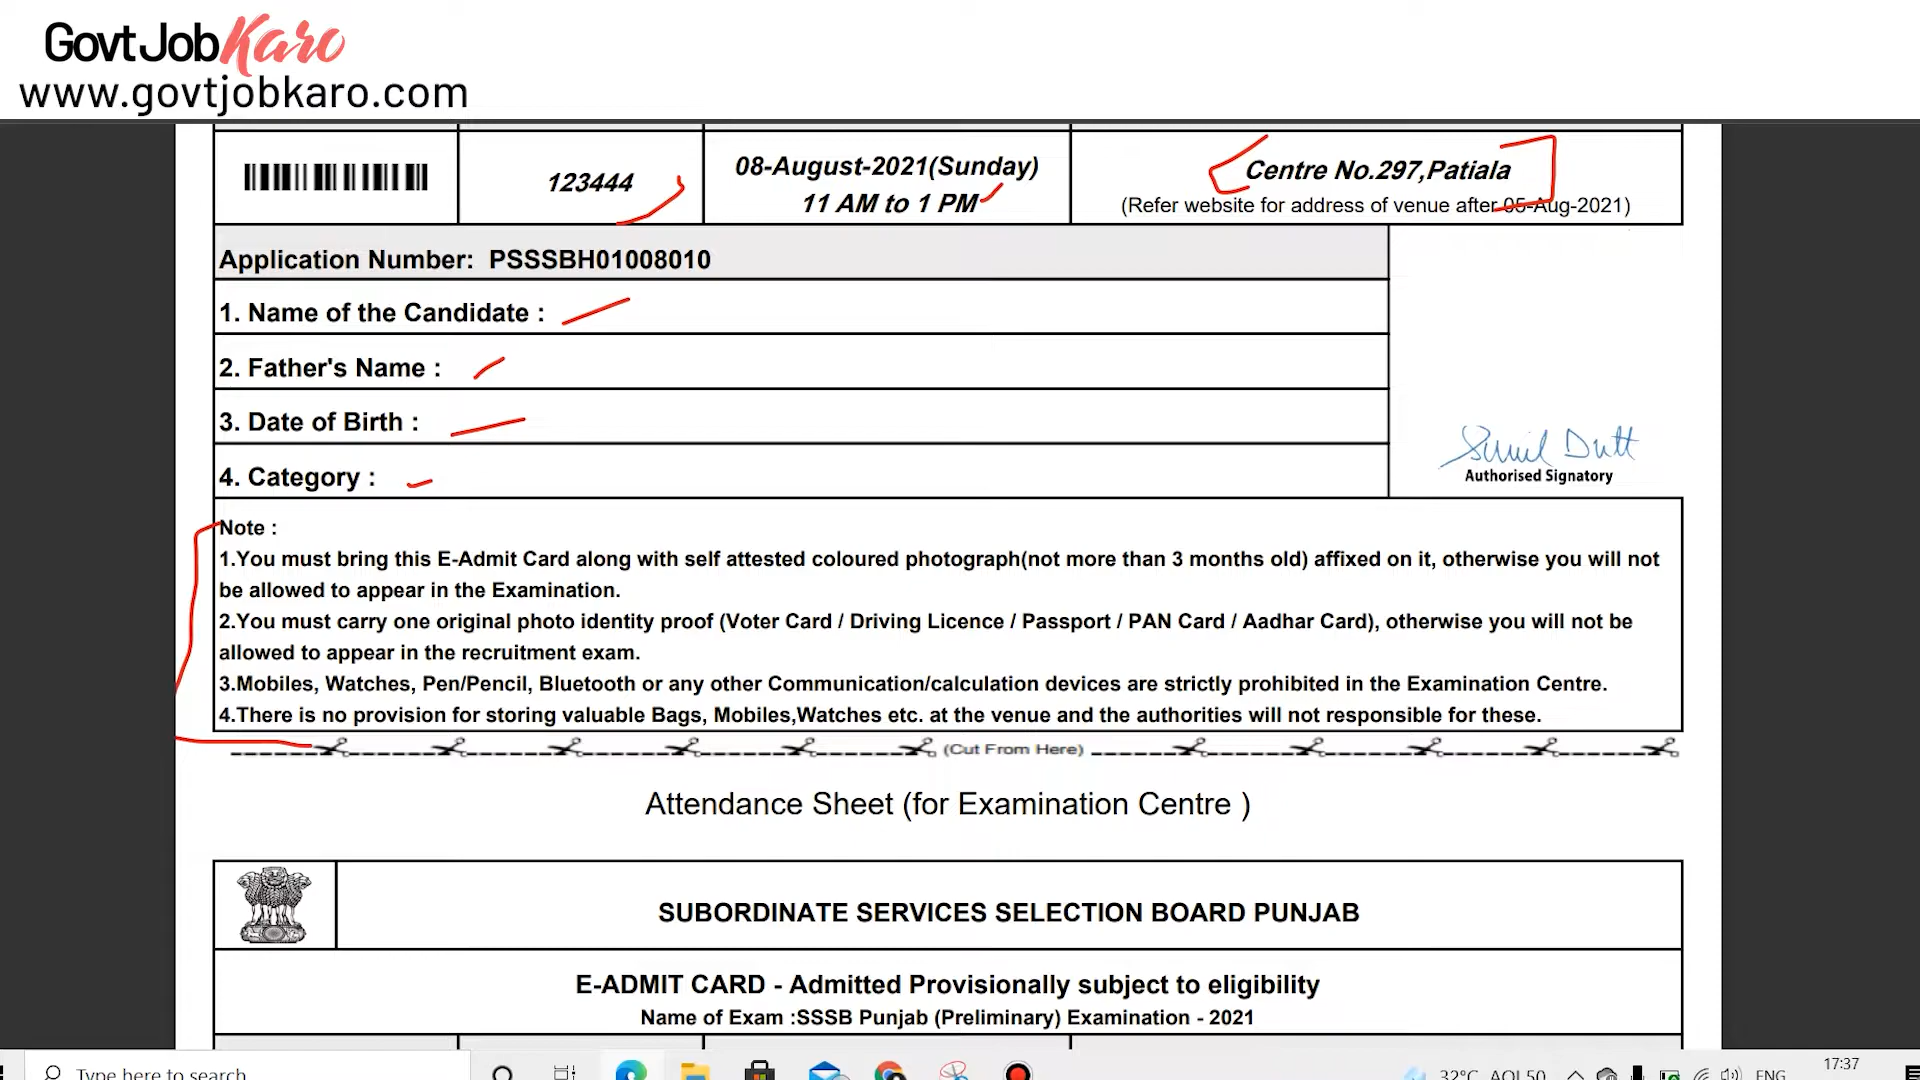 GovtJobKaro
www.govtjobkaro.com
123444
08-August-2021(Sunday)
11 AM to 1 PM
Centre No.297,Patiala
(Refer website for address of venue after 05-Aug-2021)
Application Number: PSSSBH01008010
1. Name of the Candidate :
2. Father's Name :
3. Date of Birth :
4. Category :
Sunil Dutt
Authorised Signatory
Note :
1.You must bring this E-Admit Card along with self attested coloured photograph(not more than 3 months old) affixed on it, otherwise you will not
be allowed to appear in the Examination.
2.You must carry one original photo identity proof (Voter Card / Driving Licence / Passport / PAN Card / Aadhar Card), otherwise you will not be
allowed to appear in the recruitment exam.
3.Mobiles, Watches, Pen/Pencil, Bluetooth or any other Communication/calculation devices are strictly prohibited in the Examination Centre.
4.There is no provision for storing valuable Bags, Mobiles,Watches etc. at the venue and the authorities will not responsible for these.
(Cut From Here)
Attendance Sheet (for Examination Centre )
SUBORDINATE SERVICES SELECTION BOARD PUNJAB
E-ADMIT CARD - Admitted Provisionally subject to eligibility
Name of Exam :SSSB Punjab (Preliminary) Examination - 2021
Type here to search
32°C AQI 50
ENG
17:37